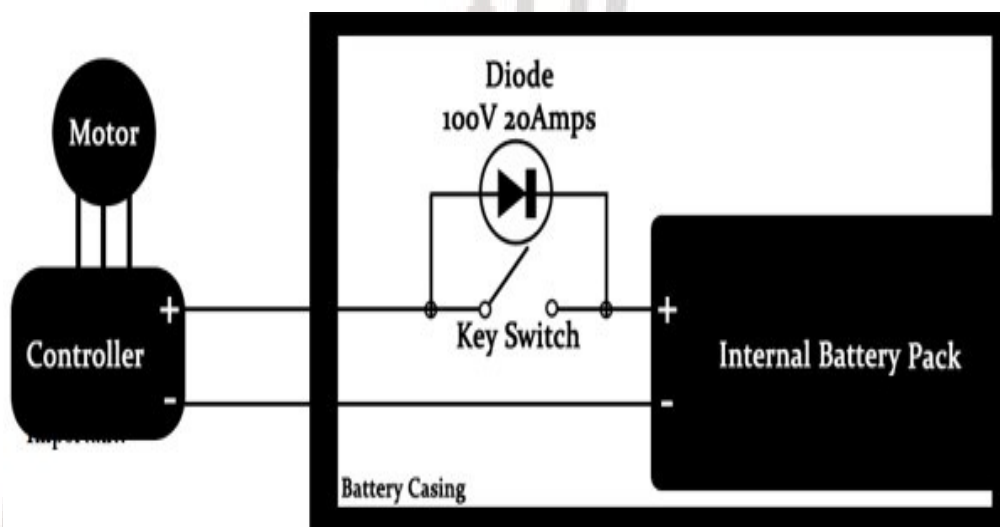 Diode
100V 20Amps
Motor
+
+
Key Switch
Controller
Internal Battery Pack
-
-
Battery Casing